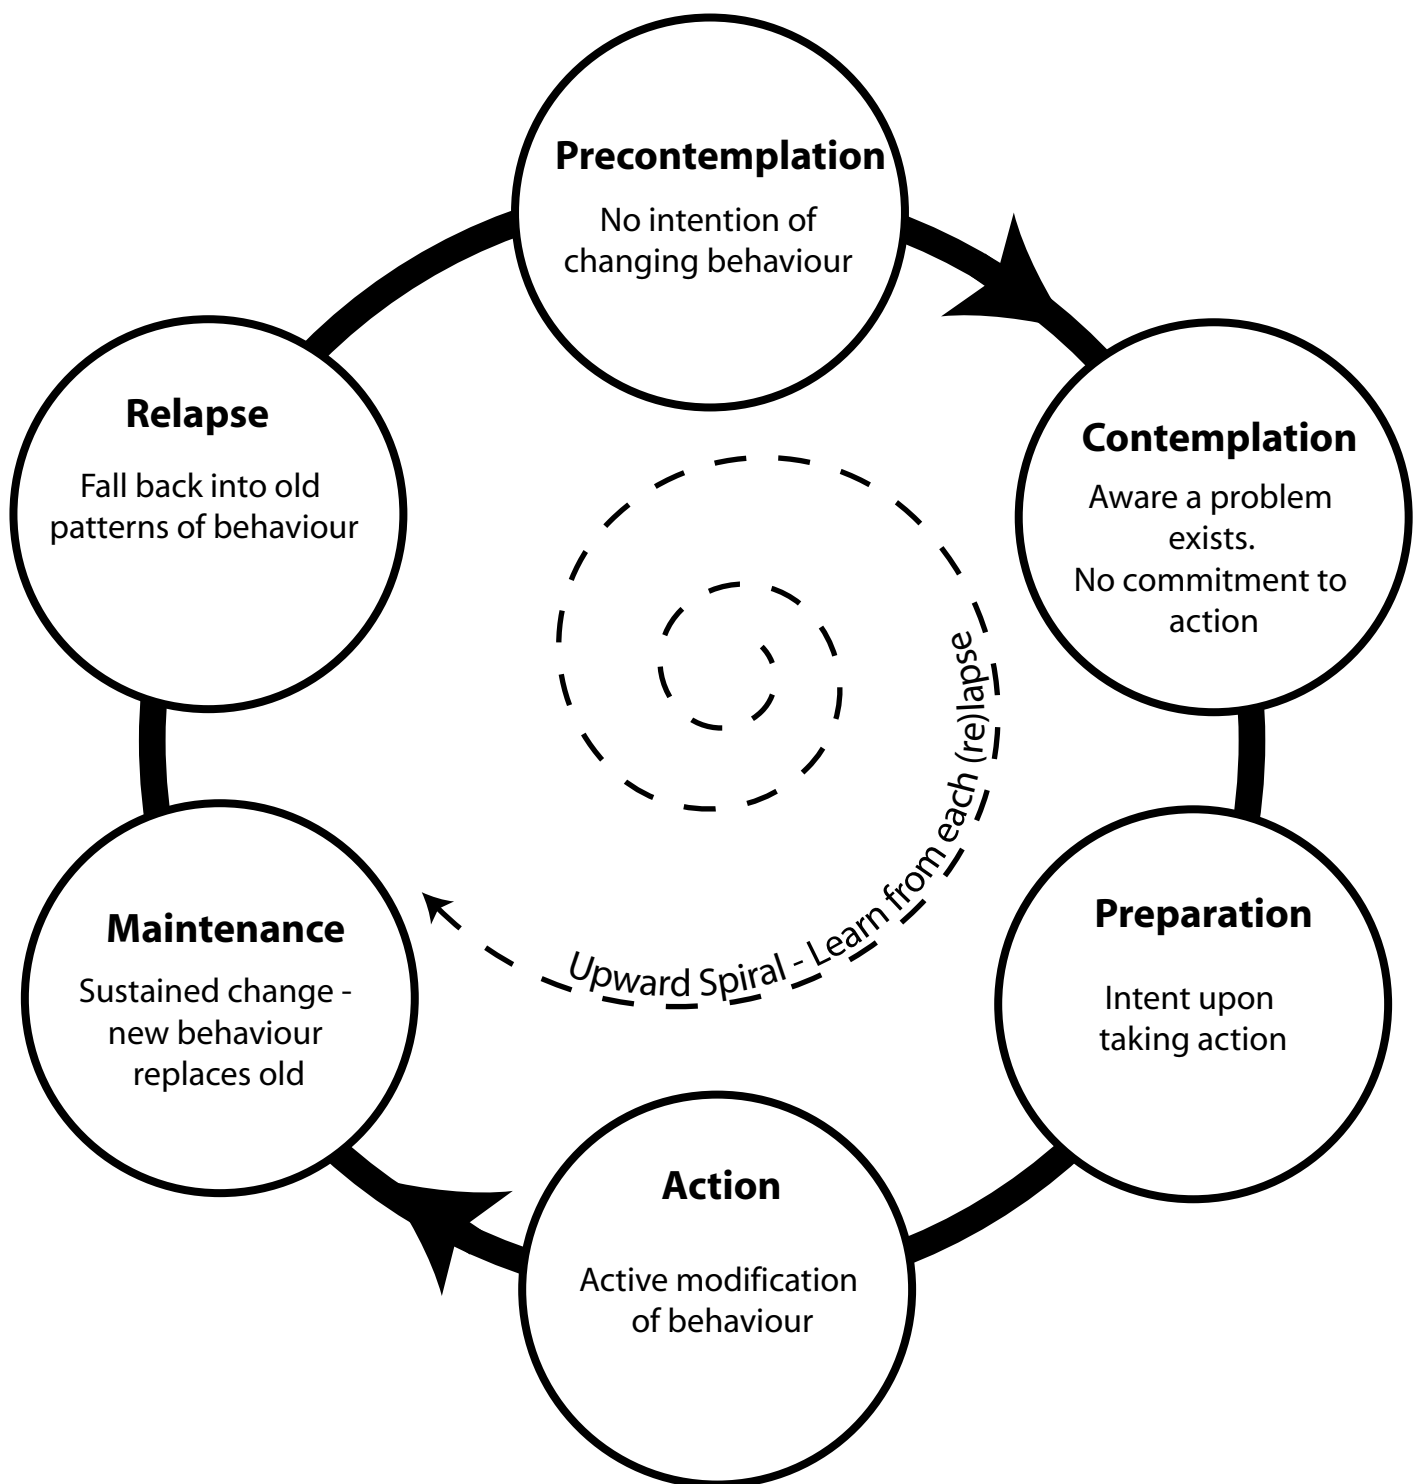 Precontemplation
No intention of
changing behaviour
Contemplation
Aware a problem
exists.
No commitment to
action
Preparation
Intent upon
taking action
Action
Active modification
of behaviour
Maintenance
Sustained change -
new behaviour
replaces old
Relapse
Fall back into old
patterns of behaviour
Upward Spiral - Learn from each (re)lapse